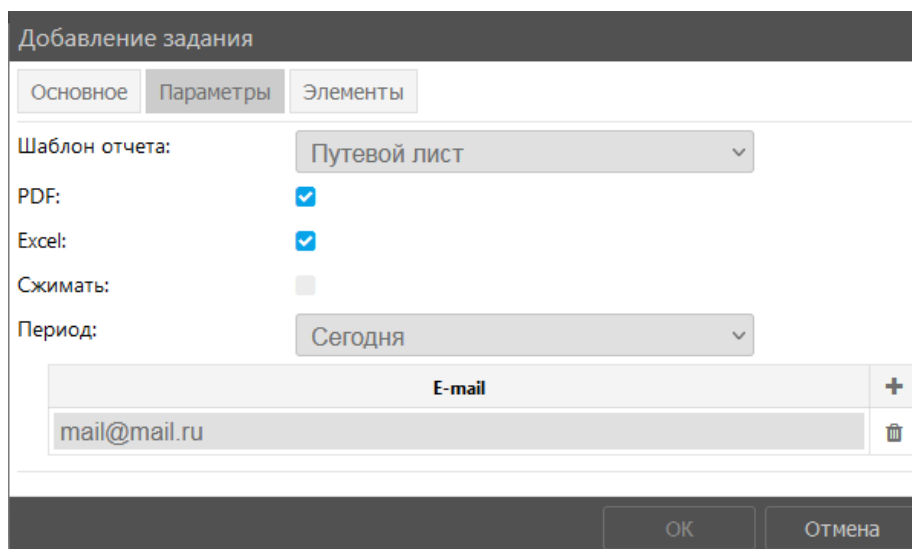 Добавление задания
Основное Параметры Элементы
Шаблон отчета: Путевой лист
PDF:
Excel:
Сжимать:
Период: Сегодня
E-mail
mail@mail.ru
ОК Отмена